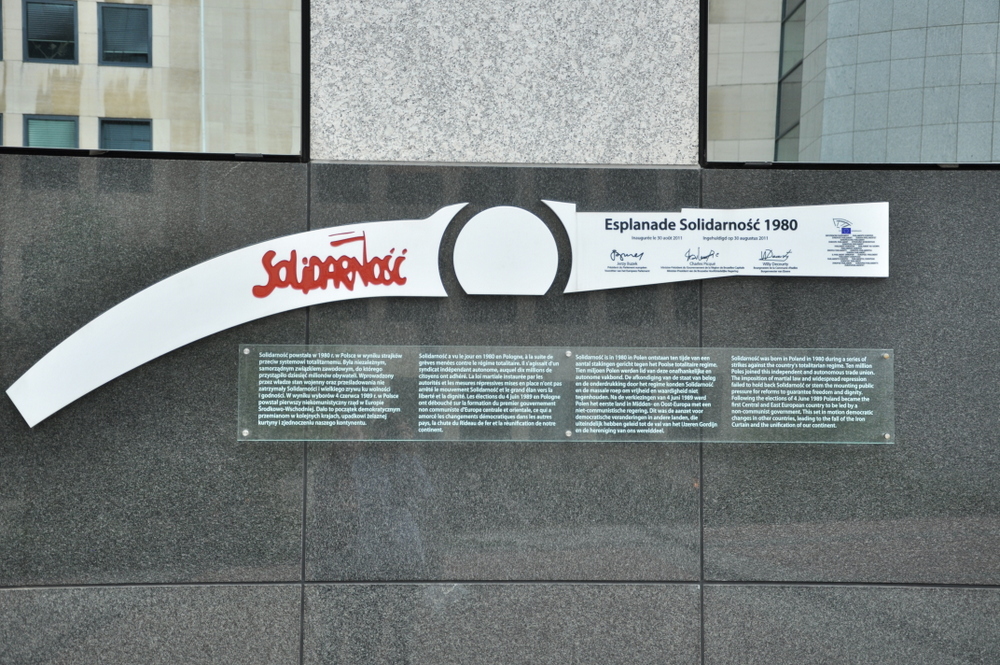 SOLIDARNOŚĆ
Esplanade Solidarność 1980
Inaugurée le 30 août 2011
Ingehuldigd op 30 augustus 2011
Jerzy Buzek
Charles Picqué
Willy Decourty
Solidarność powstała w 1980 r. w Polsce w wyniku strajków
przeciw systemowi totalitarnemu. Była niezależnym,
samorządnym związkiem zawodowym, do którego
przystąpiło dziesięć milionów obywateli. Wprowadzony
przez władze stan wojenny oraz prześladowania nie
zatrzymały Solidarności i wielkiego zrywu ku wolności
i godności. W wyniku wyborów 4 czerwca 1989 r. w Polsce
powstał pierwszy niekomunistyczny rząd w Europie
Środkowo-Wschodniej. Dało to początek demokratycznym
przemianom w kolejnych krajach, upadkowi żelaznej
kurtyny i zjednoczeniu naszego kontynentu.
Solidarność a vu le jour en 1980 en Pologne, à la suite de
grèves menées contre le régime totalitaire. Il s'agissait d'un
syndicat indépendant autonome, auquel dix millions de
citoyens ont adhéré. La loi martiale instaurée par les
autorités et les mesures répressives mises en place n'ont pas
arrêté le mouvement Solidarność et le grand élan vers la
liberté et la dignité. Les élections du 4 juin 1989 en Pologne
ont débouché sur la formation du premier gouvernement
non communiste d'Europe centrale et orientale, ce qui a
amorcé les changements démocratiques dans les autres
pays, la chute du Rideau de fer et la réunification de notre
continent.
Solidarność is in 1980 in Polen ontstaan ten tijde van een
aantal stakingen gericht tegen het Poolse totalitaire regime.
Tien miljoen Polen werden lid van deze onafhankelijke en
autonome vakbond. De afkondiging van de staat van beleg
en de onderdrukking door het regime konden Solidarność en
de massale roep om vrijheid en waardigheid niet
tegenhouden. Na de verkiezingen van 4 juni 1989 werd
Polen het eerste land in Midden- en Oost-Europa met een
niet-communistische regering. Dit was de aanzet voor
democratische veranderingen in andere landen, die
uiteindelijk hebben geleid tot de val van het IJzeren Gordijn
en de hereniging van ons werelddeel.
Solidarność was born in Poland in 1980 during a series of
strikes against the country's totalitarian regime. Ten million
Poles joined this independent and autonomous trade union.
The imposition of martial law and widespread repression
failed to hold back Solidarność or stem the mounting public
pressure for reforms to guarantee freedom and dignity.
Following the elections of 4 June 1989 Poland became the
first Central and East European country to be led by a
non-communist government. This set in motion democratic
changes in other countries, leading to the fall of the Iron
Curtain and the unification of our continent.